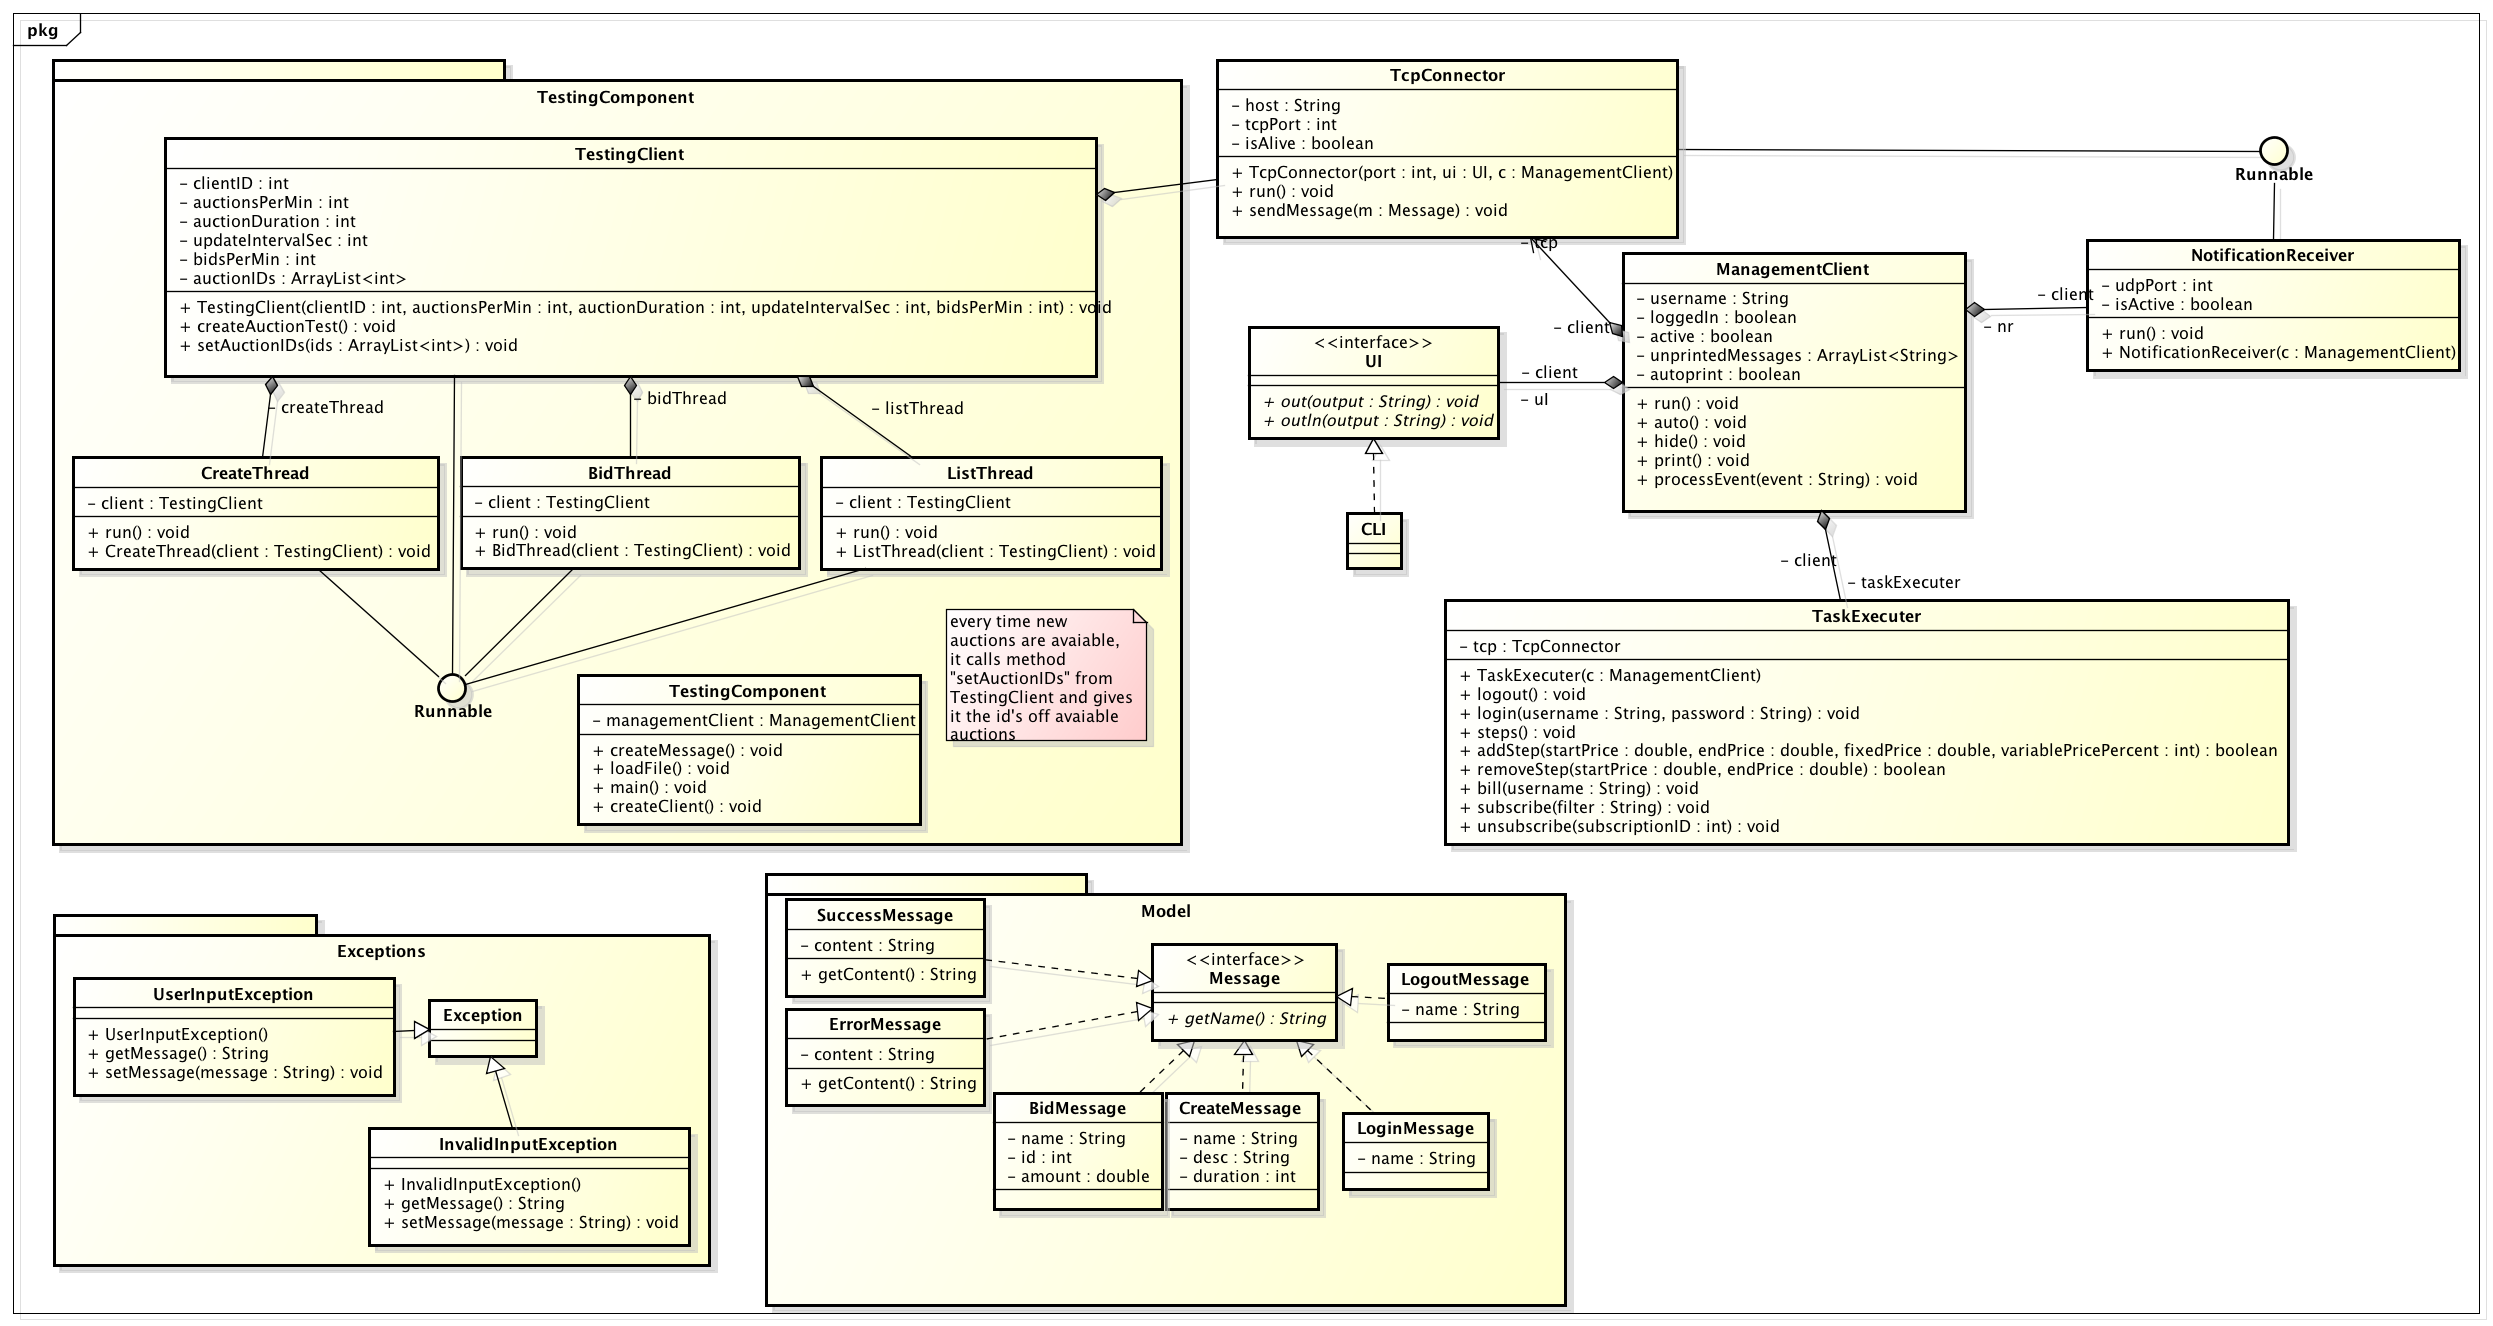 pkg
TestingComponent
TestingClient
– clientID : int
– auctionsPerMin : int
– auctionDuration : int
– updateIntervalSec : int
– bidsPerMin : int
– auctionIDs : ArrayList<int>
+ TestingClient(clientID : int, auctionsPerMin : int, auctionDuration : int, updateIntervalSec : int, bidsPerMin : int) : void
+ createAuctionTest() : void
+ setAuctionIDs(ids : ArrayList<int>) : void
– createThread
– bidThread
– listThread
CreateThread
– client : TestingClient
+ run() : void
+ CreateThread(client : TestingClient) : void
BidThread
– client : TestingClient
+ run() : void
+ BidThread(client : TestingClient) : void
ListThread
– client : TestingClient
+ run() : void
+ ListThread(client : TestingClient) : void
Runnable
TestingComponent
– managementClient : ManagementClient
+ createMessage() : void
+ loadFile() : void
+ main() : void
+ createClient() : void
every time new
auctions are avaiable,
it calls method
"setAuctionIDs" from
TestingClient and gives
it the id's off avaiable
auctions
TcpConnector
– host : String
– tcpPort : int
– isAlive : boolean
+ TcpConnector(port : int, ui : UI, c : ManagementClient)
+ run() : void
+ sendMessage(m : Message) : void
Runnable
– tcp
– client
ManagementClient
– username : String
– loggedIn : boolean
– active : boolean
– unprintedMessages : ArrayList<String>
– autoprint : boolean
+ run() : void
+ auto() : void
+ hide() : void
+ print() : void
+ processEvent(event : String) : void
– client
– nr
NotificationReceiver
– udpPort : int
– isActive : boolean
+ run() : void
+ NotificationReceiver(c : ManagementClient)
<<interface>>
UI
+ out(output : String) : void
+ outln(output : String) : void
– client
– uI
CLI
– client
– taskExecuter
TaskExecuter
– tcp : TcpConnector
+ TaskExecuter(c : ManagementClient)
+ logout() : void
+ login(username : String, password : String) : void
+ steps() : void
+ addStep(startPrice : double, endPrice : double, fixedPrice : double, variablePricePercent : int) : boolean
+ removeStep(startPrice : double, endPrice : double) : boolean
+ bill(username : String) : void
+ subscribe(filter : String) : void
+ unsubscribe(subscriptionID : int) : void
Exceptions
UserInputException
+ UserInputException()
+ getMessage() : String
+ setMessage(message : String) : void
Exception
InvalidInputException
+ InvalidInputException()
+ getMessage() : String
+ setMessage(message : String) : void
Model
SuccessMessage
– content : String
+ getContent() : String
ErrorMessage
– content : String
+ getContent() : String
<<interface>>
Message
+ getName() : String
LogoutMessage
– name : String
BidMessage
– name : String
– id : int
– amount : double
CreateMessage
– name : String
– desc : String
– duration : int
LoginMessage
– name : String